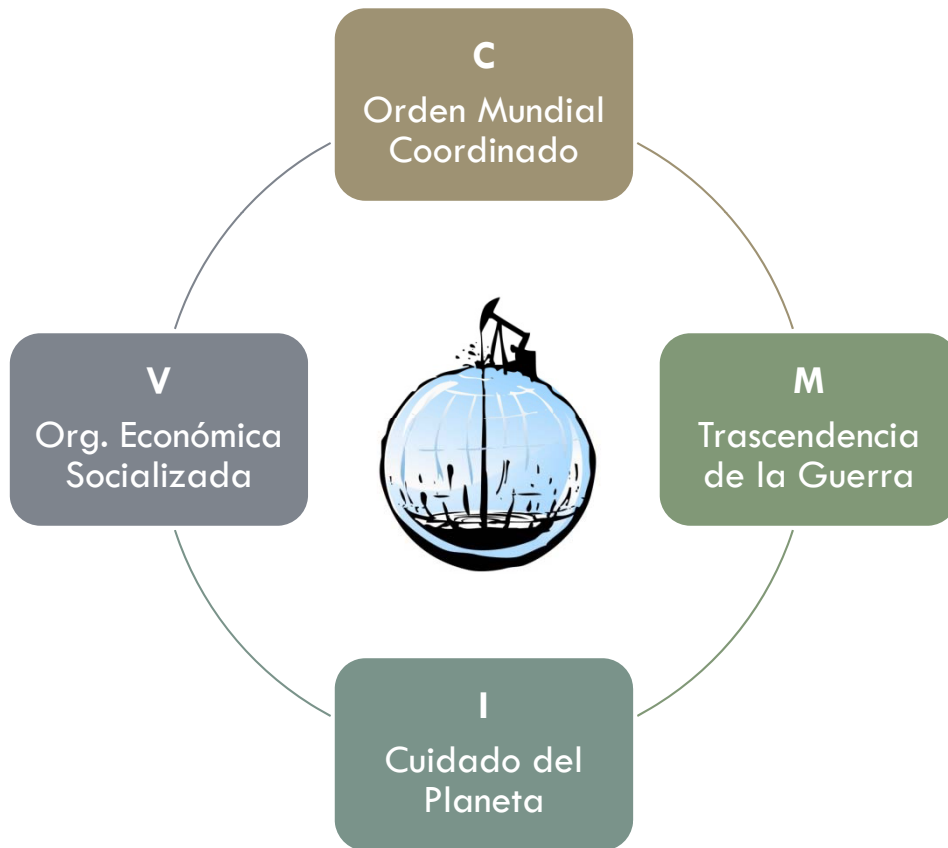 C
Orden Mundial
Coordinado
V
Org. Económica
Socializada
M
Trascendencia
de la Guerra
I
Cuidado del
Planeta